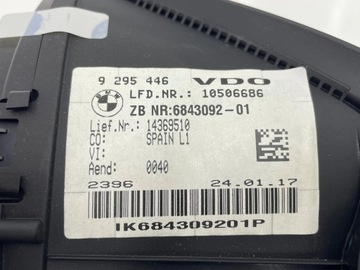 9 295 446 VDO
BMW LFD.NR.: 10506686
ZB NR:6843092-01
Lief.Nr.: 14369510
CO: SPAIN L1
VI:
Aend: 0040
2396 24.01.17
IK684309201P